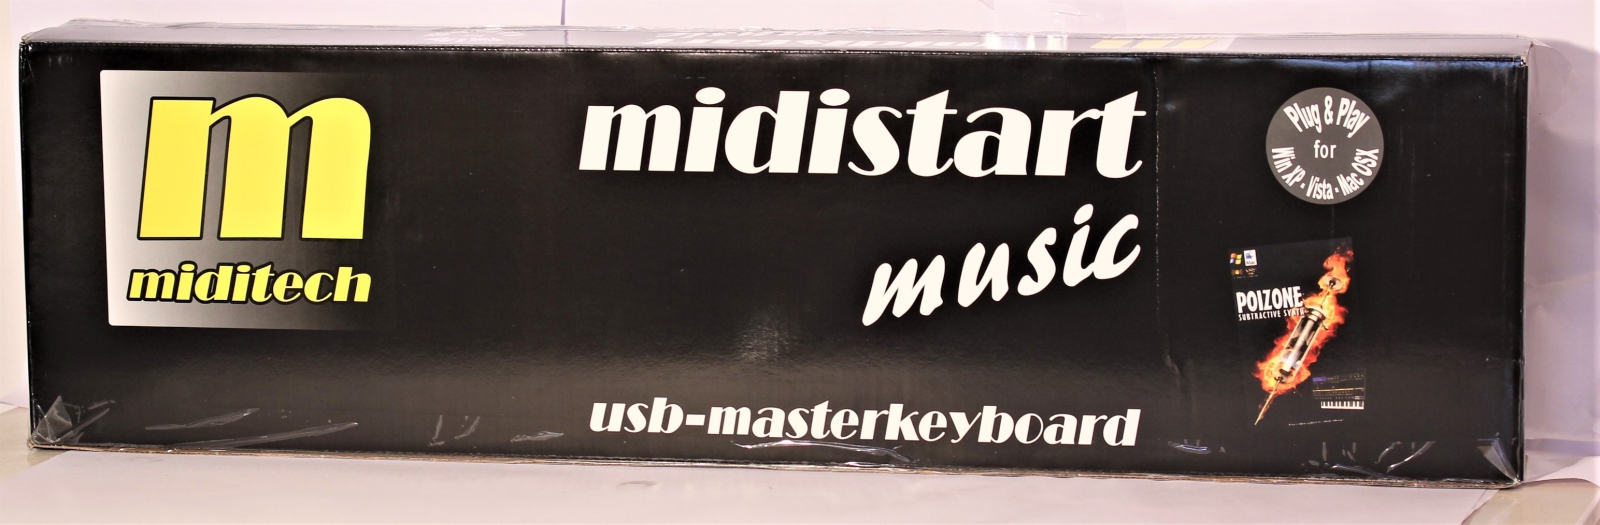 m
miditech
midistart
music
usb-masterkeyboard
Plug & Play
for
Win XP - Vista - Mac OSX
POIZONE
SUBTRACTIVE SYNTH